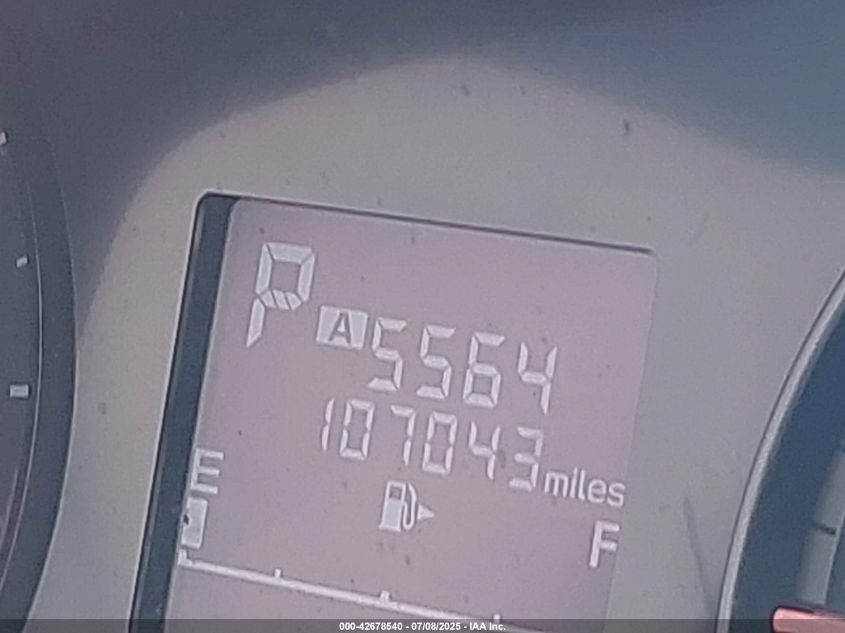 P A 5564
107043 miles
E
F
000-42678540 - 07/08/2025 - IAA Inc.